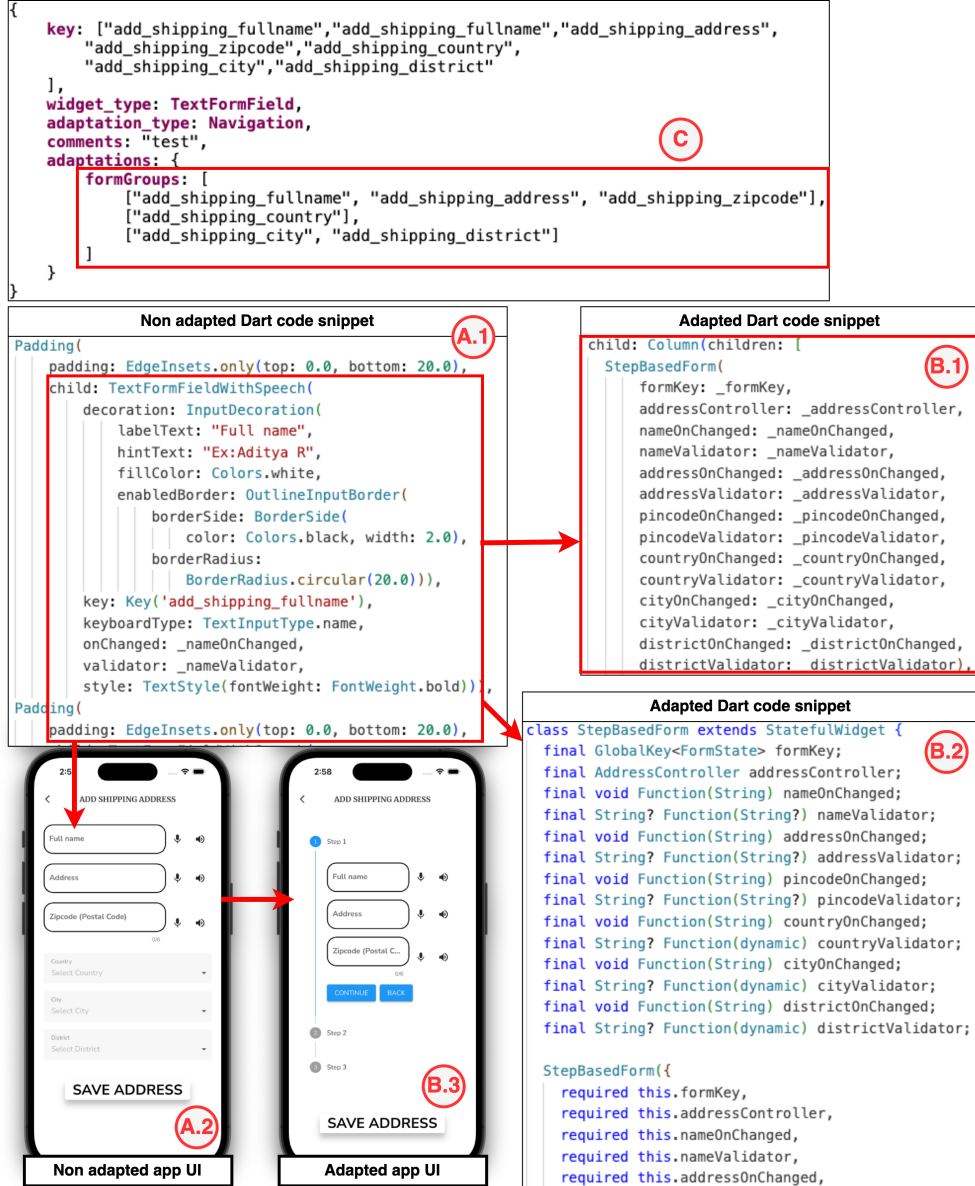 {
key: ["add_shipping_fullname","add_shipping_fullname","add_shipping_address",
"add_shipping_zipcode","add_shipping_country",
"add_shipping_city","add_shipping_district"
],
widget_type: TextFormField,
adaptation_type: Navigation,
comments: "test",
adaptations: {
C
formGroups: [
["add_shipping_fullname", "add_shipping_address", "add_shipping_zipcode"],
["add_shipping_country"],
["add_shipping_city", "add_shipping_district"]
]
}
}
Non adapted Dart code snippet
A.1
Padding(
padding: EdgeInsets.only(top: 0.0, bottom: 20.0),
child: TextFormFieldWithSpeech(
decoration: InputDecoration(
labelText: "Full name",
hintText: "Ex:Aditya R",
fillColor: Colors.white,
enabledBorder: OutlineInputBorder(
borderSide: BorderSide(
color: Colors.black, width: 2.0),
borderRadius:
BorderRadius.circular(20.0))),
key: Key('add_shipping_fullname'),
keyboardType: TextInputType.name,
onChanged: _nameOnChanged,
validator: _nameValidator,
style: TextStyle(fontWeight: FontWeight.bold))),
Padding(
padding: EdgeInsets.only(top: 0.0, bottom: 20.0),
Adapted Dart code snippet
B.1
child: Column(children: [
StepBasedForm(
formKey: _formKey,
addressController: _addressController,
nameOnChanged: _nameOnChanged,
nameValidator: _nameValidator,
addressOnChanged: _addressOnChanged,
addressValidator: _addressValidator,
pincodeOnChanged: _pincodeOnChanged,
pincodeValidator: _pincodeValidator,
countryOnChanged: _countryOnChanged,
countryValidator: _countryValidator,
cityOnChanged: _cityOnChanged,
cityValidator: _cityValidator,
districtOnChanged: _districtOnChanged,
districtValidator: _districtValidator),
Adapted Dart code snippet
B.2
class StepBasedForm extends StatefulWidget {
final GlobalKey<FormState> formKey;
final AddressController addressController;
final void Function(String) nameOnChanged;
final String? Function(String?) nameValidator;
final void Function(String) addressOnChanged;
final String? Function(String?) addressValidator;
final void Function(String) pincodeOnChanged;
final String? Function(String?) pincodeValidator;
final void Function(String) countryOnChanged;
final String? Function(dynamic) countryValidator;
final void Function(String) cityOnChanged;
final String? Function(dynamic) cityValidator;
final void Function(String) districtOnChanged;
final String? Function(dynamic) districtValidator;
StepBasedForm({
required this.formKey,
required this.addressController,
required this.nameOnChanged,
required this.nameValidator,
required this.addressOnChanged,
ADD SHIPPING ADDRESS
Full name
Address
Zipcode (Postal Code)
0/6
Country
Select Country
City
Select City
District
Select District
SAVE ADDRESS
A.2
Non adapted app UI
2:58
ADD SHIPPING ADDRESS
1 Step 1
Full name
Address
Zipcode (Postal C...
0/6
CONTINUE BACK
2 Step 2
3 Step 3
B.3
SAVE ADDRESS
Adapted app UI